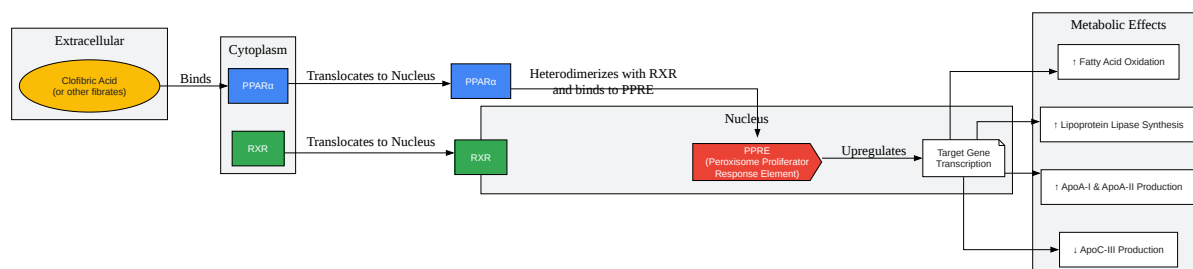 Extracellular
Clofibric Acid
(or other fibrates)
Binds
Cytoplasm
PPARα
RXR
Translocates to Nucleus
Translocates to Nucleus
PPARα
RXR
Heterodimerizes with RXR
and binds to PPRE
Nucleus
PPRE
(Peroxisome Proliferator
Response Element)
Upregulates
Target Gene
Transcription
Metabolic Effects
↑ Fatty Acid Oxidation
↑ Lipoprotein Lipase Synthesis
↑ ApoA-I & ApoA-II Production
↓ ApoC-III Production